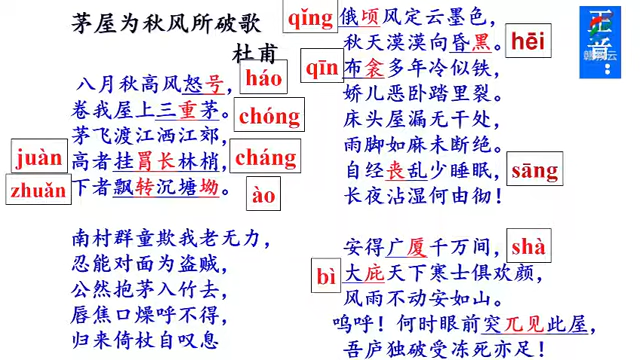 茅屋为秋风所破歌
杜甫
八月秋高风怒号,
háo
卷我屋上三重茅。
chóng
茅飞渡江洒江郊,
高者挂罥长林梢,
juàn
cháng
下者飘转沉塘坳。
zhuǎn
ào
南村群童欺我老无力,
忍能对面为盗贼,
公然抱茅入竹去,
唇焦口燥呼不得,
归来倚杖自叹息
qǐng
俄顷风定云墨色,
秋天漠漠向昏黑。
hēi
qīn
布衾多年冷似铁,
娇儿恶卧踏里裂。
床头屋漏无干处,
雨脚如麻未断绝。
自经丧乱少睡眠,
sāng
长夜沾湿何由彻!
安得广厦千万间,
shà
bì
大庇天下寒士俱欢颜,
风雨不动安如山。
呜呼!何时眼前突兀见此屋,
吾庐独破受冻死亦足!
正音: